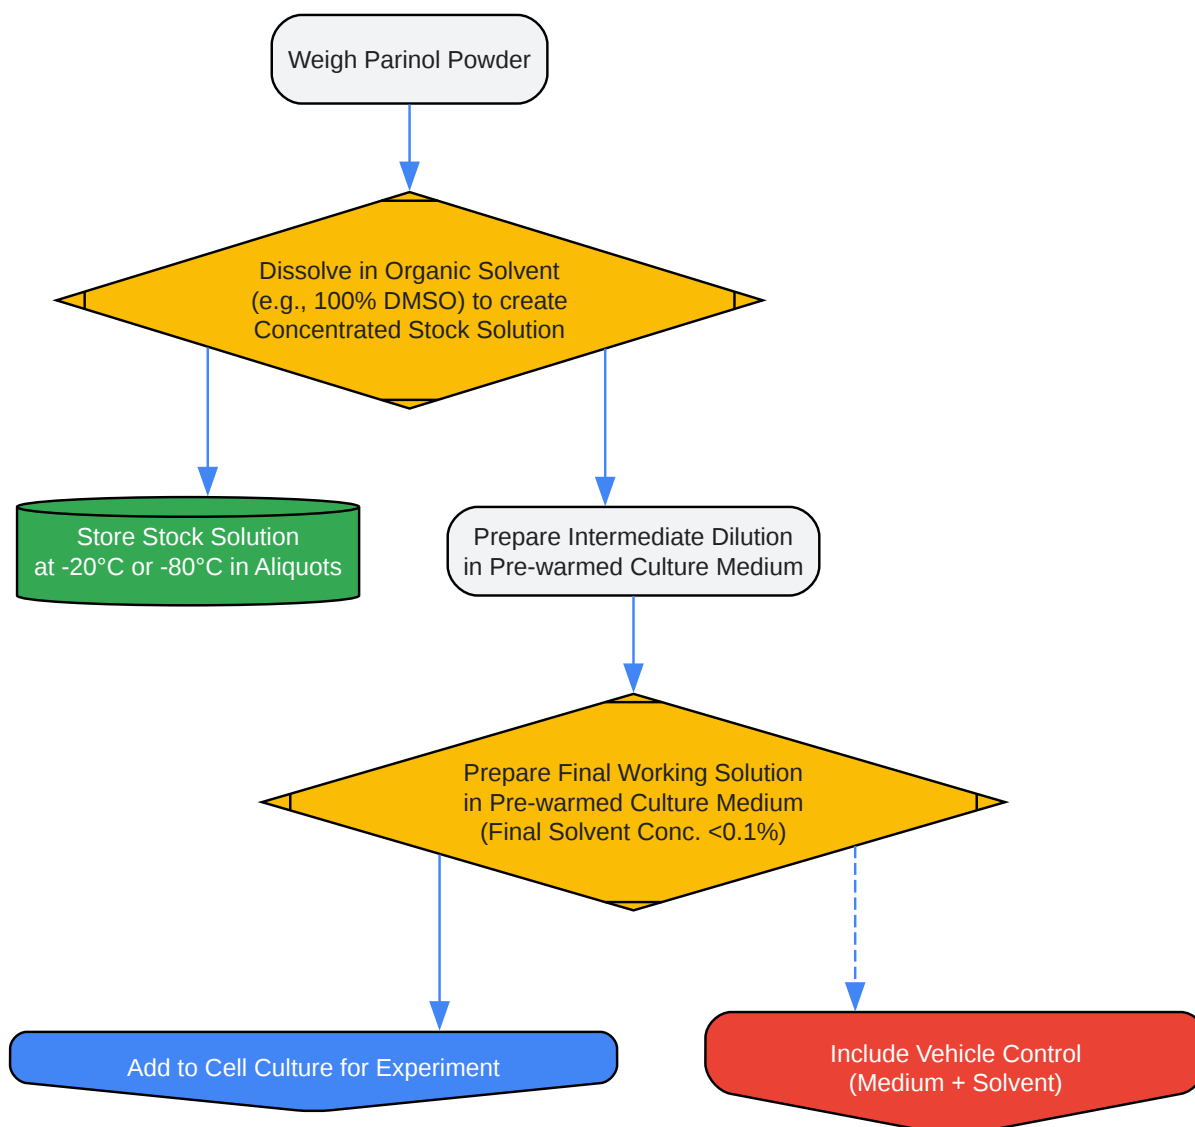 Weigh Parinol Powder
Dissolve in Organic Solvent
(e.g., 100% DMSO) to create
Concentrated Stock Solution
Store Stock Solution
at -20°C or -80°C in Aliquots
Prepare Intermediate Dilution
in Pre-warmed Culture Medium
Prepare Final Working Solution
in Pre-warmed Culture Medium
(Final Solvent Conc. <0.1%)
Add to Cell Culture for Experiment
Include Vehicle Control
(Medium + Solvent)